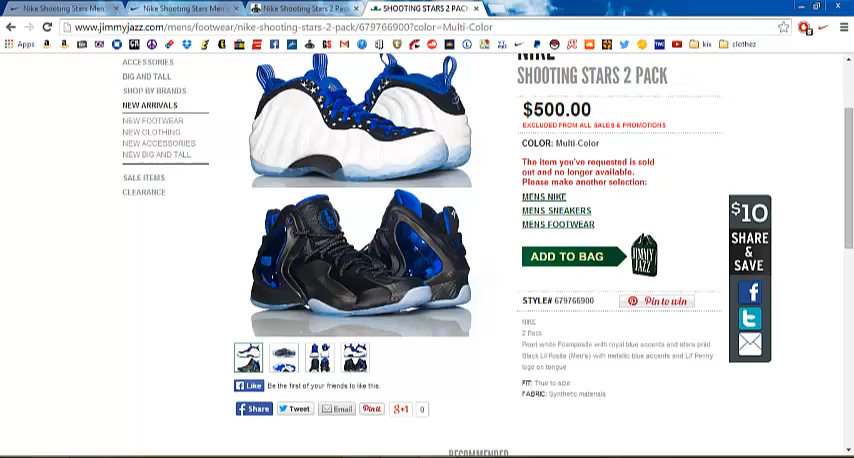 Nike Shooting Stars Men
Nike Shooting Stars Men
Nike Shooting Stars 2 Pac
SHOOTING STARS 2 PACK
www.jimmyjazz.com/mens/footwear/nike-shooting-stars-2-pack/679766900?color=Multi-Color
Apps
kix
clothez
ACCESSORIES
BIG AND TALL
SHOP BY BRANDS
NEW ARRIVALS
NEW FOOTWEAR
NEW CLOTHING
NEW ACCESSORIES
NEW BIG AND TALL
SALE ITEMS
CLEARANCE
NIKE
SHOOTING STARS 2 PACK
$500.00
EXCLUDED FROM ALL SALES & PROMOTIONS
COLOR: Multi-Color
The item you've requested is sold
out and no longer available.
Please make another selection:
MENS NIKE
MENS SNEAKERS
MENS FOOTWEAR
ADD TO BAG
JIMMY
JAZZ
STYLE# 679766900
Pin to win
NIKE
2 Pack
Pearl white Foamposite with royal blue accents and stars print
Black Lil Posite (Men's) with metallic blue accents and Lil' Penny
logo on tongue
FIT: True to size
FABRIC: Synthetic materials
$10
SHARE
&
SAVE
Like
Be the first of your friends to like this.
Share
Tweet
Email
Pin it
+1
0
RECOMMENDED